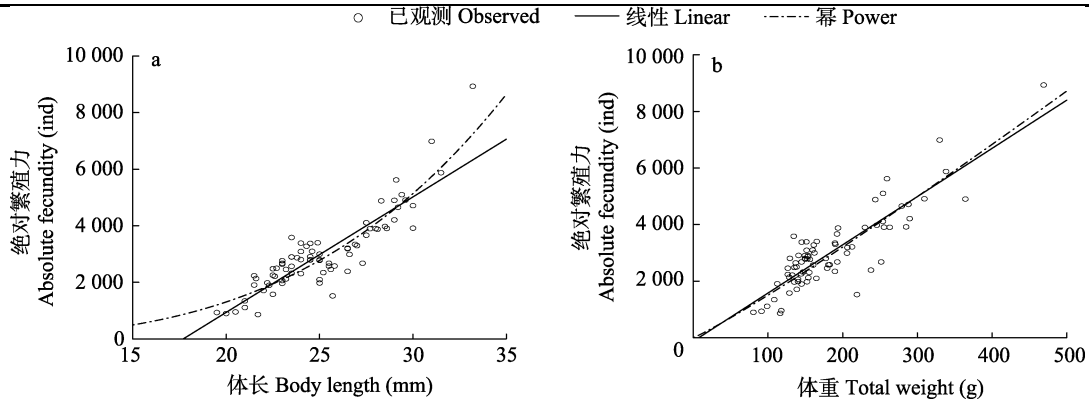 已观测 Observed 线性 Linear 幂 Power
a
10 000
8 000
6 000
4 000
2 000
0
15 20 25 30 35
绝对繁殖力
Absolute fecundity (ind)
体长 Body length (mm)
b
10 000
8 000
6 000
4 000
2 000
0
100 200 300 400 500
绝对繁殖力
Absolute fecundity (ind)
体重 Total weight (g)